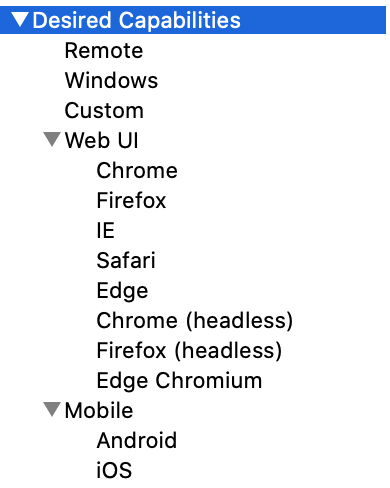 Desired Capabilities
Remote
Windows
Custom
Web UI
Chrome
Firefox
IE
Safari
Edge
Chrome (headless)
Firefox (headless)
Edge Chromium
Mobile
Android
iOS